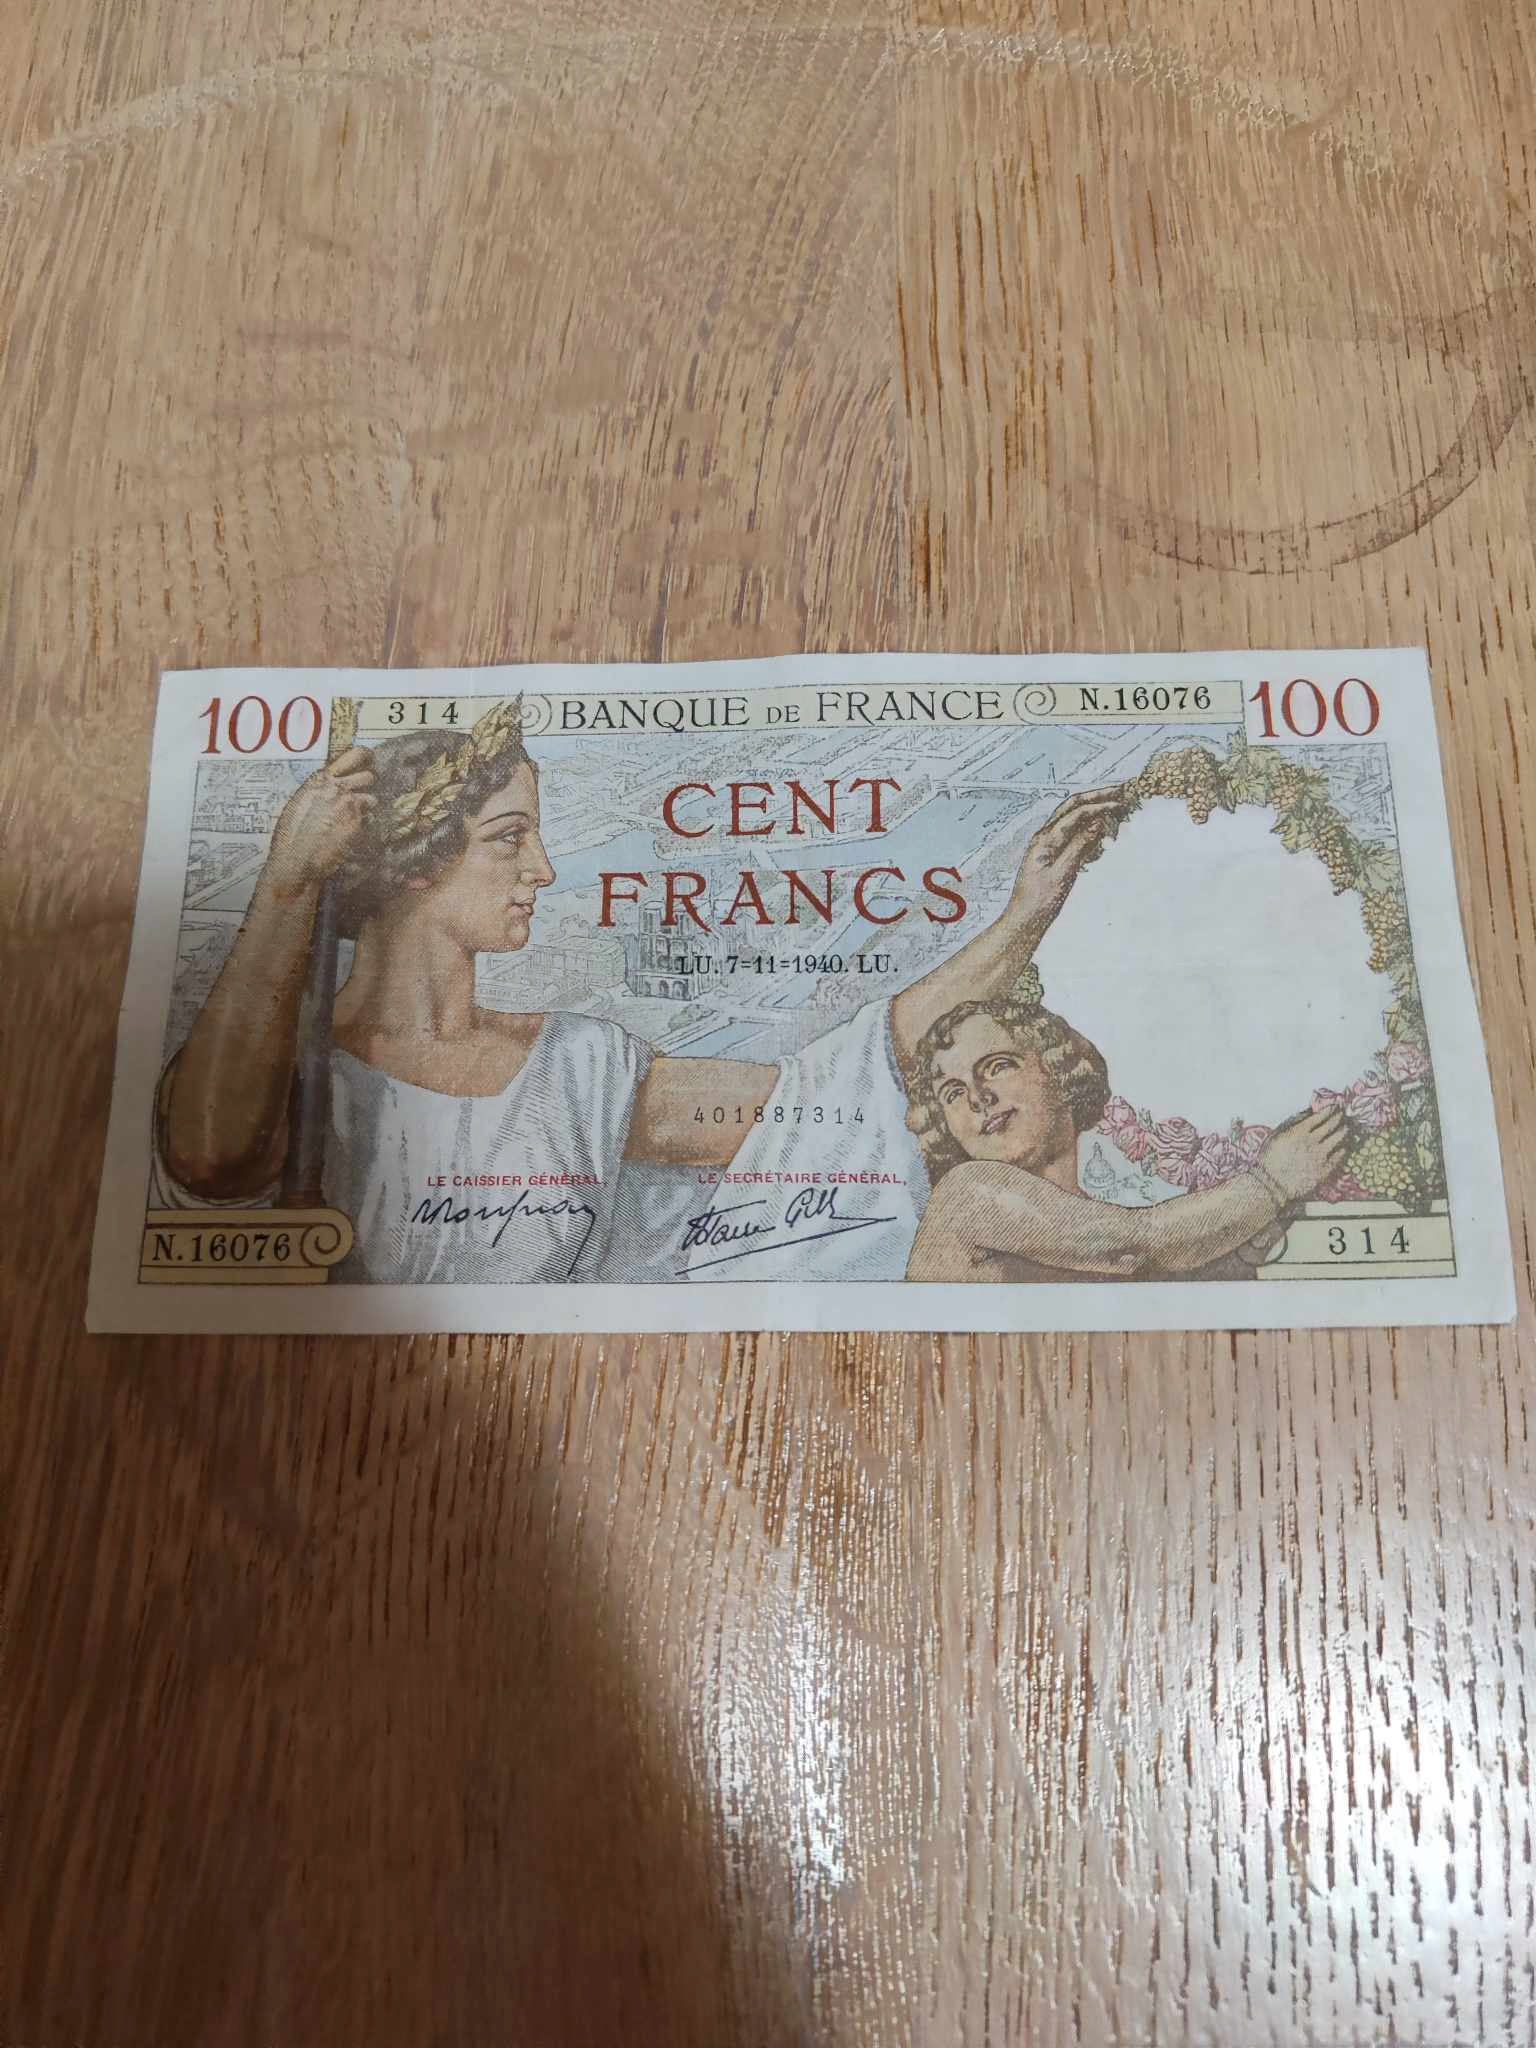 100 314 BANQUE DE FRANCE N.16076 100
CENT
FRANCS
LU. 7=11=1940. LU.
401887314
LE CAISSIER GÉNÉRAL,
LE SECRÉTAIRE GÉNÉRAL,
N.16076
314